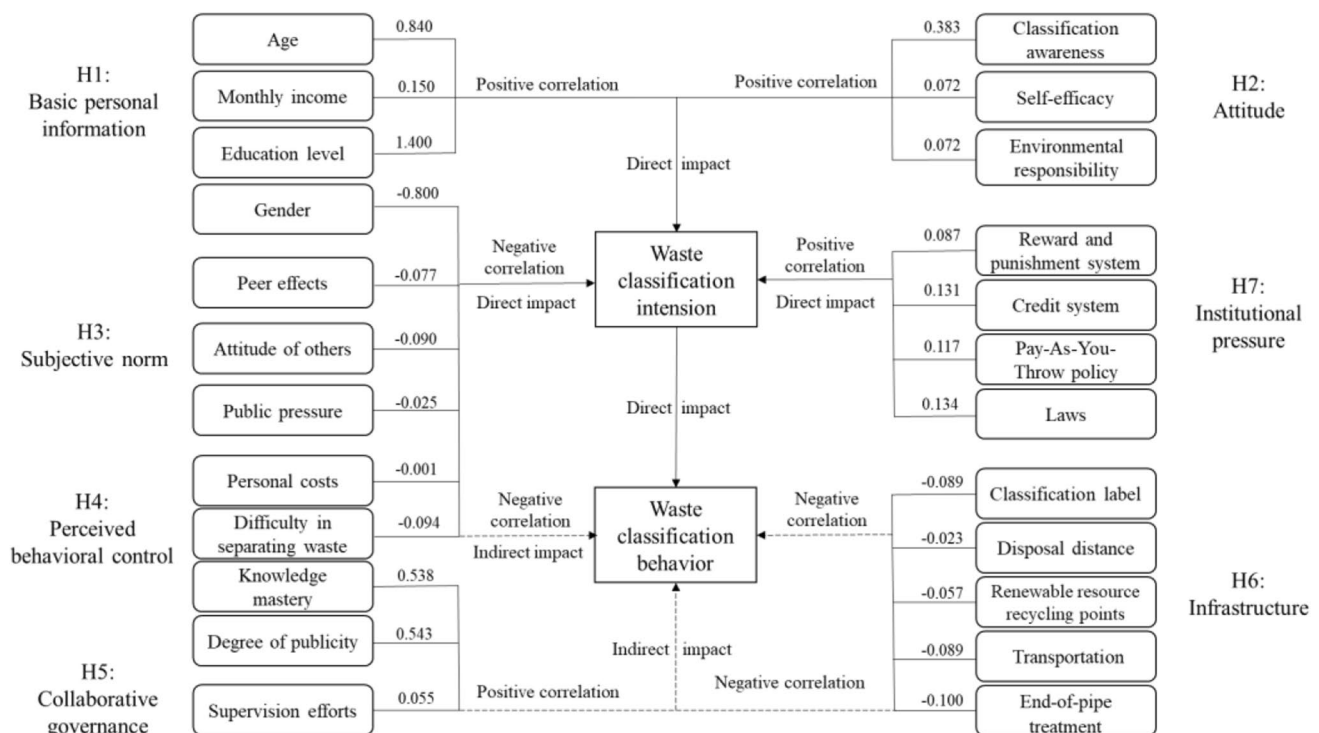 H1:
Basic personal
information
Age
0.840
Monthly income
0.150
Education level
1.400
Gender
-0.800
Positive correlation
Positive correlation
0.383
Classification
awareness
0.072
Self-efficacy
0.072
Environmental
responsibility
H2:
Attitude
Direct impact
H3:
Subjective norm
Peer effects
-0.077
Attitude of others
-0.090
Public pressure
-0.025
Negative
correlation
Direct impact
Waste
classification
intension
Positive
correlation
Direct impact
0.087
Reward and
punishment system
0.131
Credit system
0.117
Pay-As-You-
Throw policy
0.134
Laws
H7:
Institutional
pressure
Direct impact
H4:
Perceived
behavioral control
Personal costs
-0.001
Difficulty in
separating waste
-0.094
Knowledge
mastery
0.538
Negative
correlation
Indirect impact
Waste
classification
behavior
Negative
correlation
-0.089
Classification label
-0.023
Disposal distance
-0.057
Renewable resource
recycling points
-0.089
Transportation
-0.100
End-of-pipe
treatment
H6:
Infrastructure
H5:
Collaborative
governance
Degree of publicity
0.543
Supervision efforts
0.055
Positive correlation
Indirect impact
Negative correlation